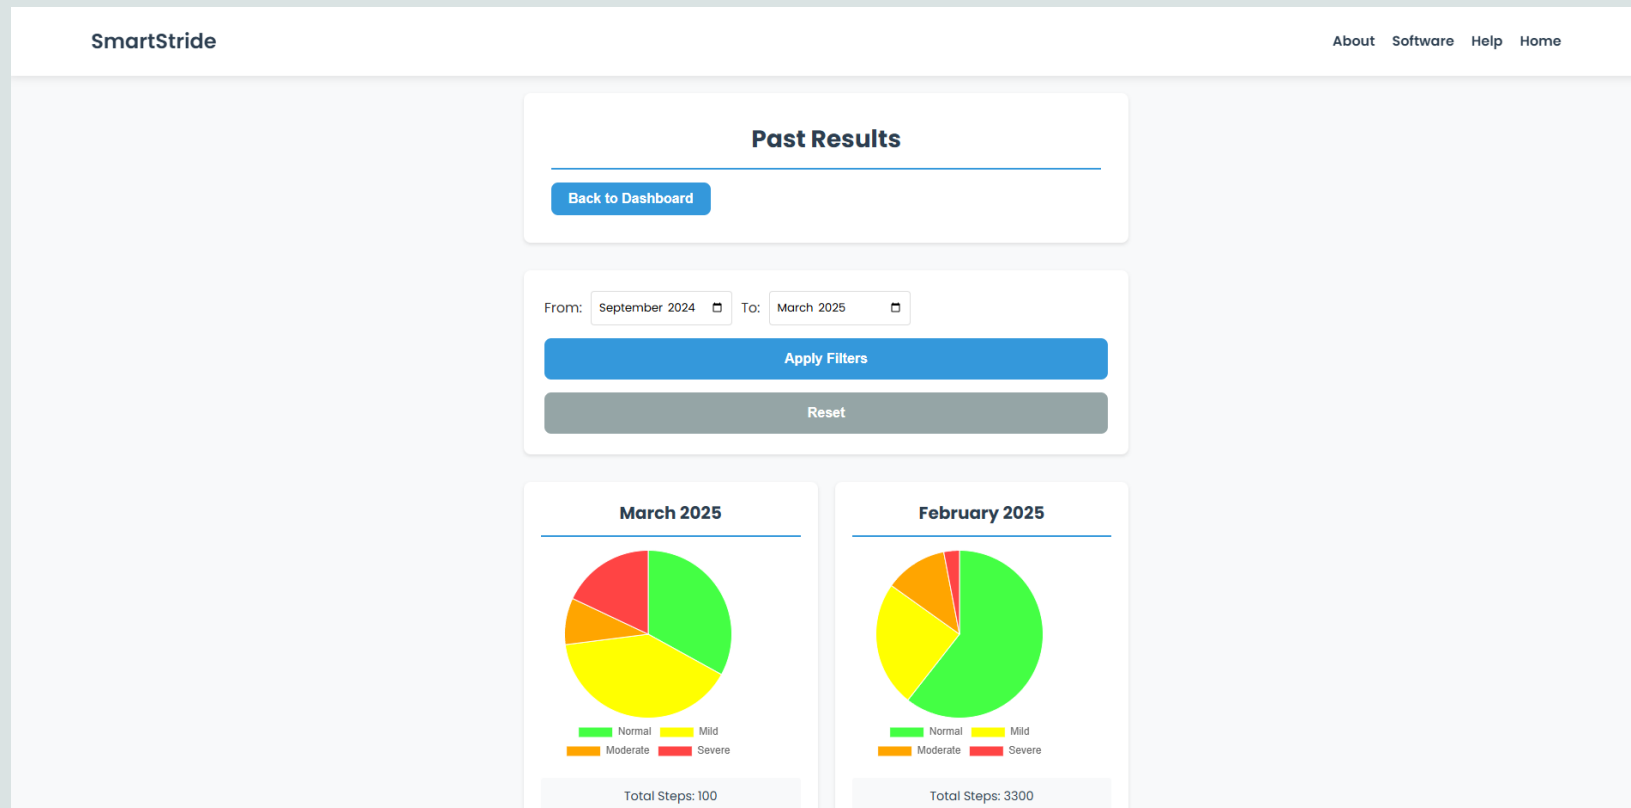 SmartStride
About Software Help Home
Past Results
Back to Dashboard
From: September 2024 To: March 2025
Apply Filters
Reset
March 2025
Normal Mild
Moderate Severe
Total Steps: 100
February 2025
Normal Mild
Moderate Severe
Total Steps: 3300